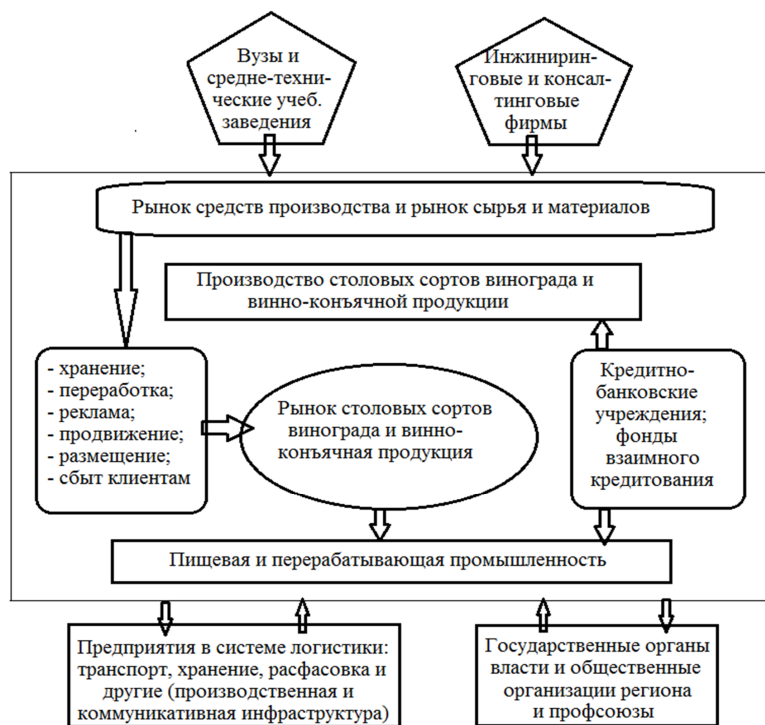 Вузы и
средне-техни-
ческие учеб.
заведения
Инжинирин-
говые и консал-
тинговые
фирмы
Рынок средств производства и рынок сырья и материалов
Производство столовых сортов винограда и
винно-конъячной продукции
- хранение;
- переработка;
- реклама;
- продвижение;
- размещение;
- сбыт клиентам
Рынок столовых сортов
винограда и винно-
конъячная продукция
Кредитно-
банковские
учреждения;
фонды
взаимного
кредитования
Пищевая и перерабатывающая промышленность
Предприятия в системе логистики:
транспорт, хранение, расфасовка и
другие (производственная и
коммуникативная инфраструктура)
Государственные органы
власти и общественные
организации региона
и профсоюзы